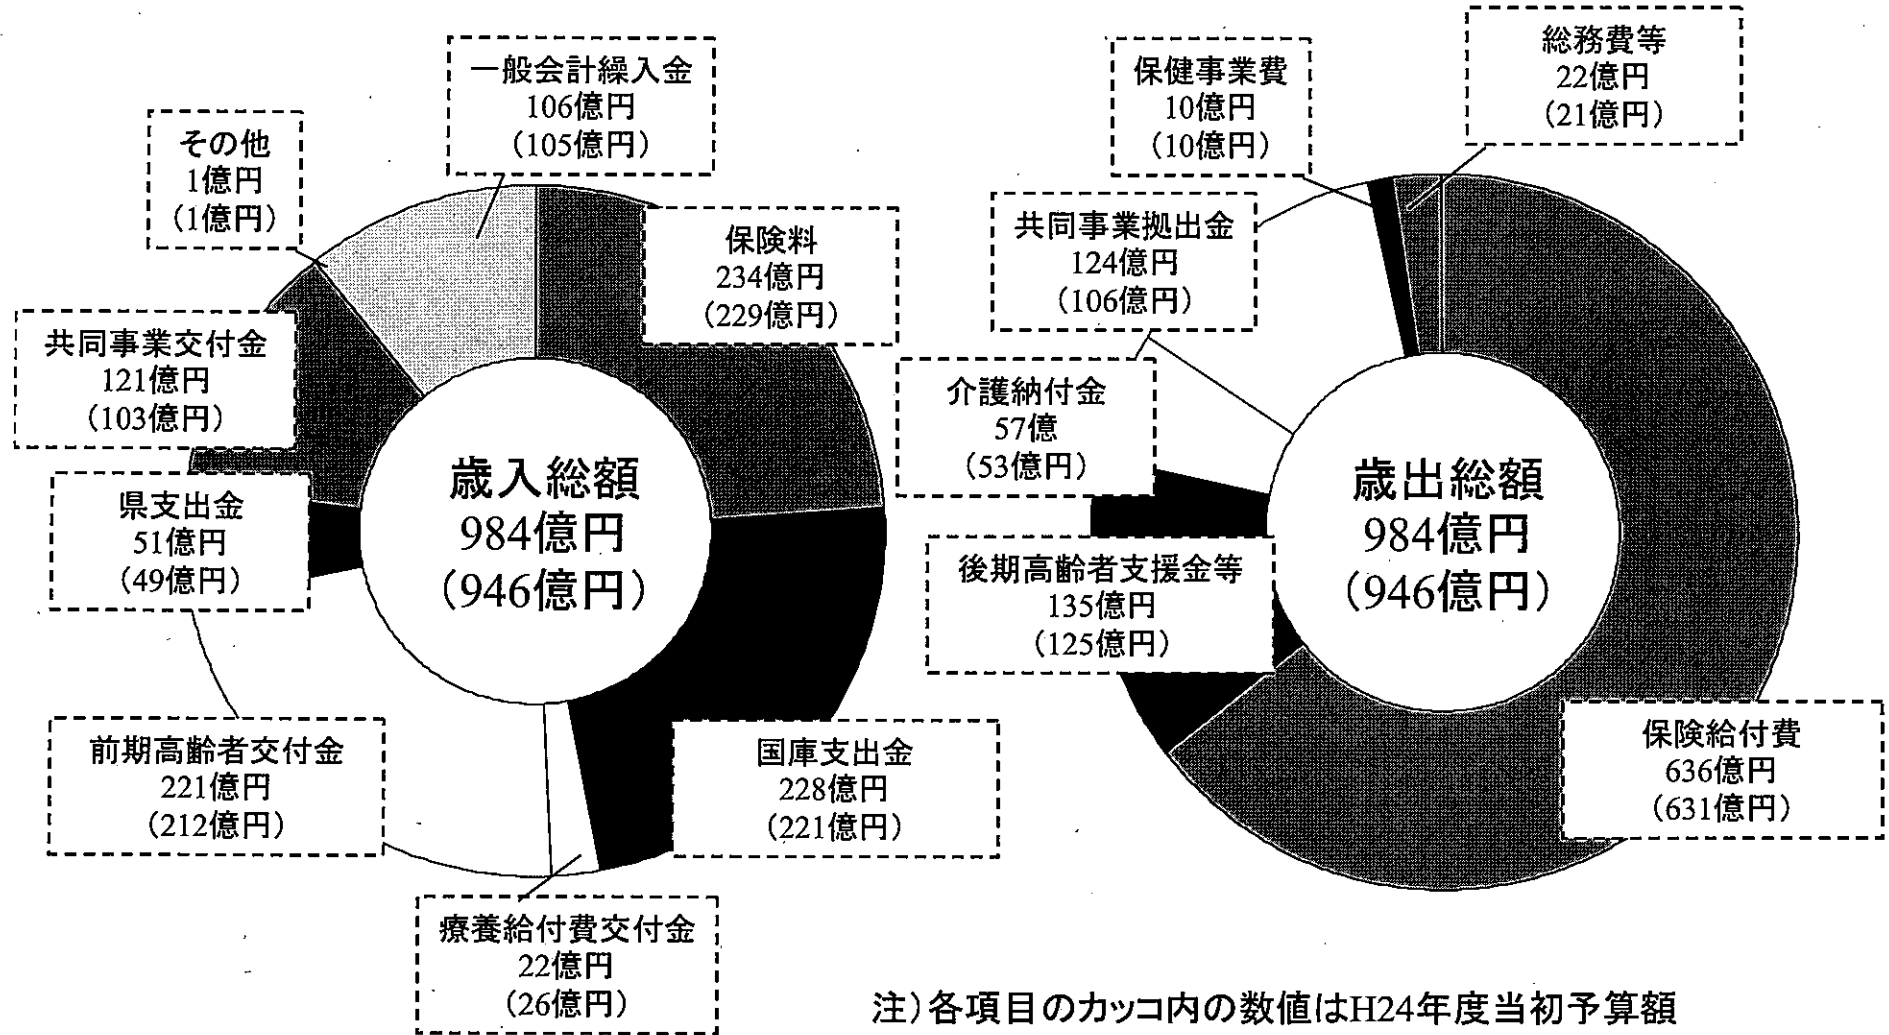 一般会計繰入金
106億円
(105億円)
その他
1億円
(1億円)
保険料
234億円
(229億円)
共同事業交付金
121億円
(103億円)
県支出金
51億円
(49億円)
歳入総額
984億円
(946億円)
前期高齢者交付金
221億円
(212億円)
国庫支出金
228億円
(221億円)
療養給付費交付金
22億円
(26億円)
保健事業費
10億円
(10億円)
総務費等
22億円
(21億円)
共同事業拠出金
124億円
(106億円)
介護納付金
57億
(53億円)
歳出総額
984億円
(946億円)
後期高齢者支援金等
135億円
(125億円)
保険給付費
636億円
(631億円)
注)各項目のカッコ内の数値はH24年度当初予算額